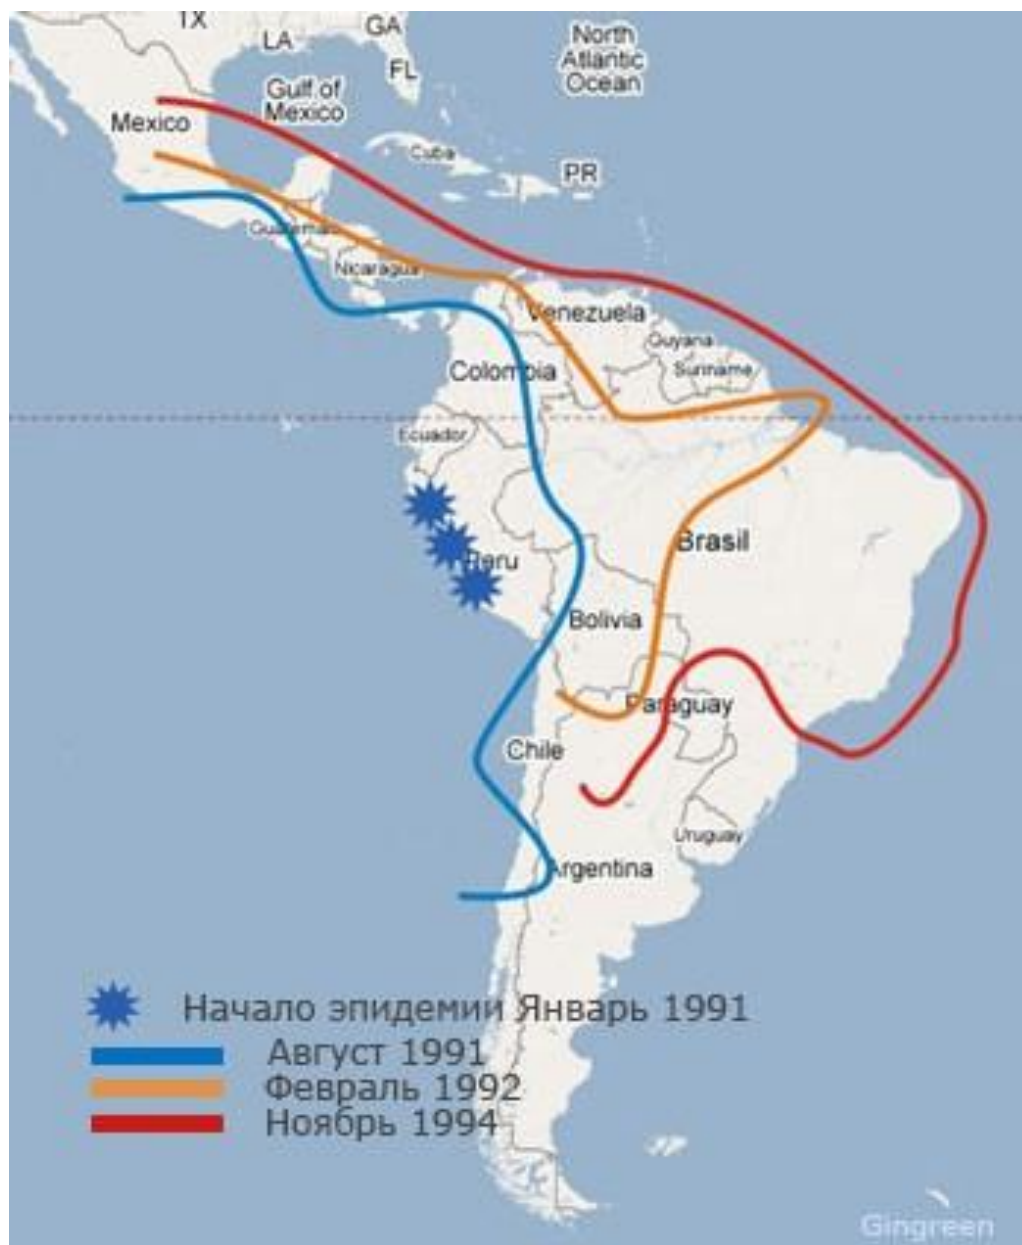 TX
GA
LA
FL
North
Atlantic
Ocean
Gulf of
Mexico
Mexico
Cuba
PR
Guatemala
Nicaragua
Venezuela
Guyana
Suriname
Colombia
Ecuador
Brasil
Peru
Bolivia
Paraguay
Chile
Uruguay
Argentina
Начало эпидемии Январь 1991
Август 1991
Февраль 1992
Ноябрь 1994
Gingreen